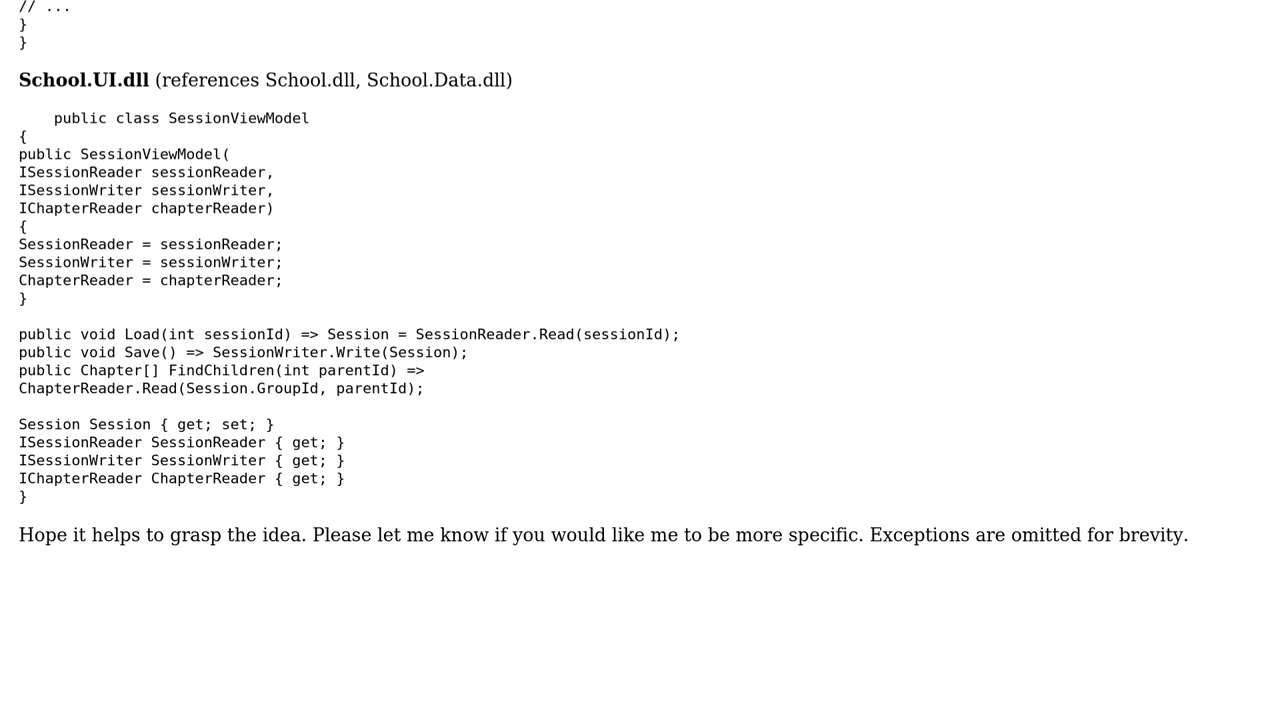 // ...
}
}
School.UI.dll (references School.dll, School.Data.dll)
public class SessionViewModel
{
public SessionViewModel(
ISessionReader sessionReader,
ISessionWriter sessionWriter,
IChapterReader chapterReader)
{
SessionReader = sessionReader;
SessionWriter = sessionWriter;
ChapterReader = chapterReader;
}
public void Load(int sessionId) => Session = SessionReader.Read(sessionId);
public void Save() => SessionWriter.Write(Session);
public Chapter[] FindChildren(int parentId) =>
ChapterReader.Read(Session.GroupId, parentId);
Session Session { get; set; }
ISessionReader SessionReader { get; }
ISessionWriter SessionWriter { get; }
IChapterReader ChapterReader { get; }
}
Hope it helps to grasp the idea. Please let me know if you would like me to be more specific. Exceptions are omitted for brevity.